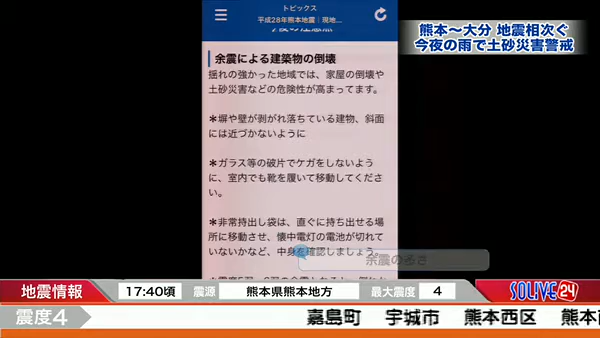 トピックス
平成28年熊本地震｜現地...
熊本〜大分 地震相次ぐ
今夜の雨で土砂災害警戒
余震による建築物の倒壊
揺れの強かった地域では、家屋の倒壊や
土砂災害などの危険性が高まってます。
＊塀や壁が剥がれ落ちている建物、斜面
には近づかないように
＊ガラス等の破片でケガをしないよう
に、室内でも靴を履いて移動してくださ
い。
＊非常持出し袋は、直ぐに持ち出せる場
所に移動させ、懐中電灯の電池が切れて
いないかなど、中身を確認しましょう。
地震情報 17:40頃 震源 熊本県熊本地方 最大震度 4 SOLiVE24
震度4 嘉島町 宇城市 熊本西区 熊本南